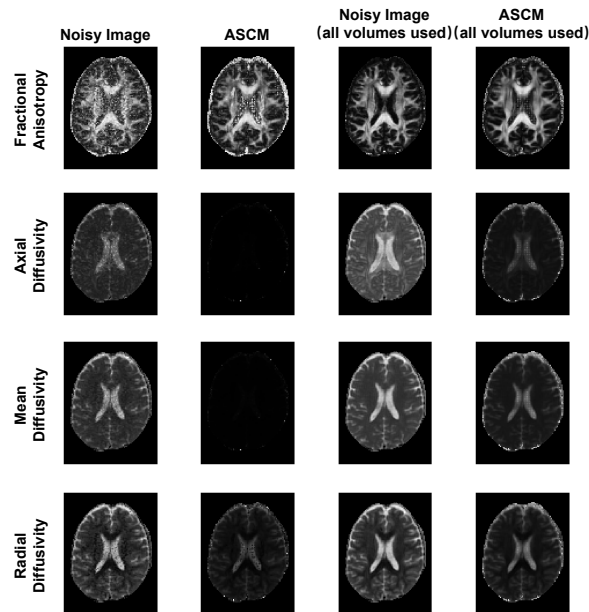 Noisy Image
ASCM
Noisy Image
(all volumes used)
ASCM
(all volumes used)
Fractional
Anisotropy
Axial
Diffusivity
Mean
Diffusivity
Radial
Diffusivity